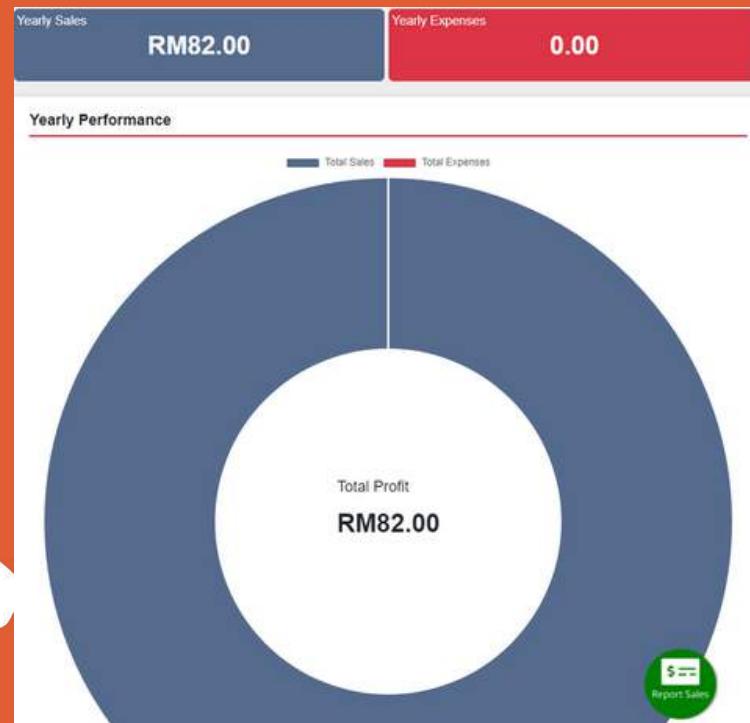 Yearly Sales
RM82.00
Yearly Expenses
0.00
Yearly Performance
Total Sales
Total Expenses
Total Profit
RM82.00
$
Report Sales